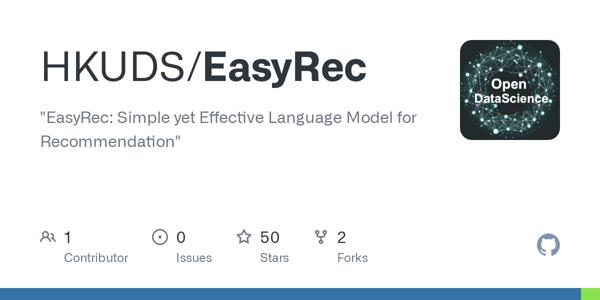 HKUDS/EasyRec
Open
DataScience
"EasyRec: Simple yet Effective Language Model for
Recommendation"
1
Contributor
0
Issues
50
Stars
2
Forks